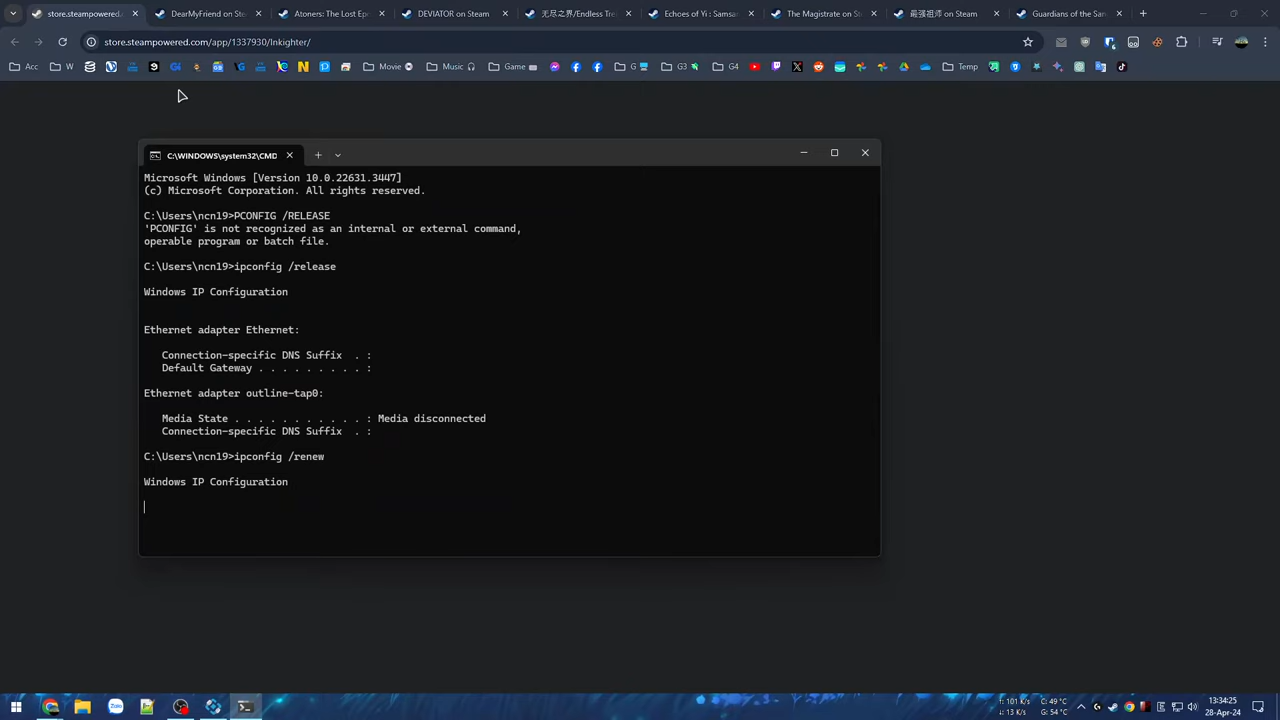 store.steampowered.
DearMyFriend on Ste
Atoners: The Lost Ep
DEVIATOR on Steam
无尽之界/Endless Tre
Echoes of Yi : Samsa
The Magistrate on St
最强祖师 on Steam
Guardians of the San
store.steampowered.com/app/1337930/Inkighter/
Acc
W
Movie
Music
Game
G
G3
G4
Temp
C:\WINDOWS\system32\CMD
Microsoft Windows [Version 10.0.22631.3447]
(c) Microsoft Corporation. All rights reserved.
C:\Users\ncn19>PCONFIG /RELEASE
'PCONFIG' is not recognized as an internal or external command,
operable program or batch file.
C:\Users\ncn19>ipconfig /release
Windows IP Configuration
Ethernet adapter Ethernet:
Connection-specific DNS Suffix  . :
Default Gateway . . . . . . . . . :
Ethernet adapter outline-tap0:
Media State . . . . . . . . . . . : Media disconnected
Connection-specific DNS Suffix  . :
C:\Users\ncn19>ipconfig /renew
Windows IP Configuration
Zalo
↑: 101 K/s
↓: 13 K/s
C: 49 °C
G: 54 °C
13:34:25
28-Apr-24